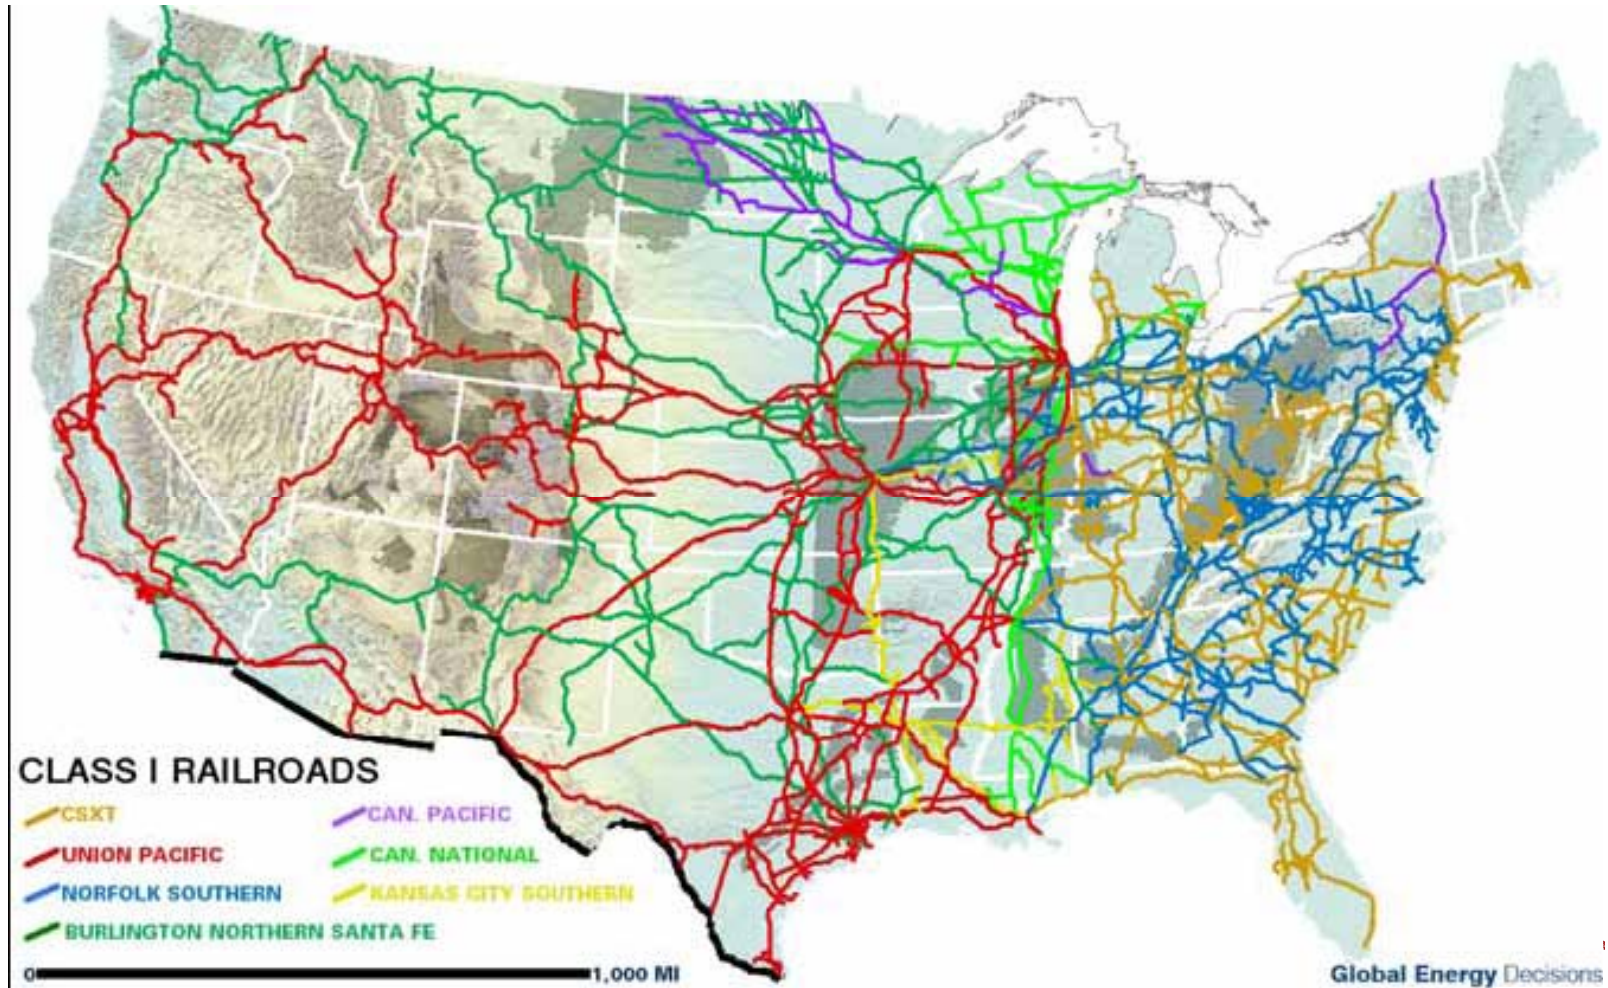 CLASS I RAILROADS
CSXT
CAN. PACIFIC
UNION PACIFIC
CAN. NATIONAL
NORFOLK SOUTHERN
KANSAS CITY SOUTHERN
BURLINGTON NORTHERN SANTA FE
0 1,000 MI
Global Energy Decisions